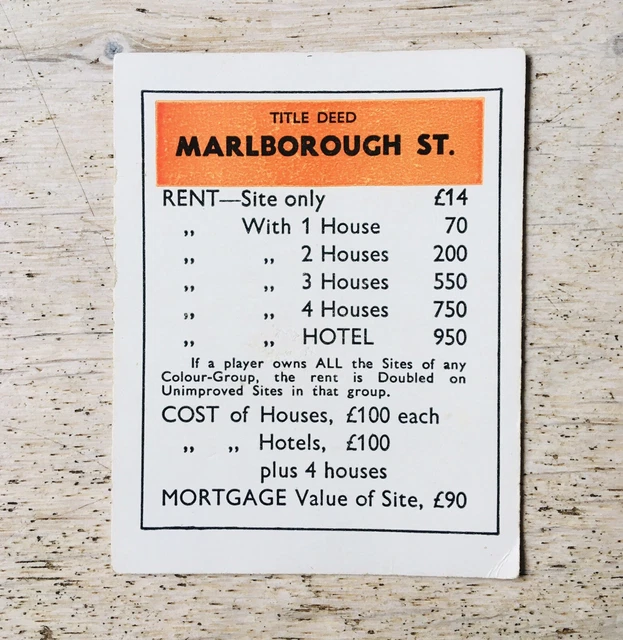 TITLE DEED
MARLBOROUGH ST.
RENT—Site only £14
„ With 1 House 70
„ „ 2 Houses 200
„ „ 3 Houses 550
„ „ 4 Houses 750
„ „ HOTEL 950
If a player owns ALL the Sites of any
Colour-Group, the rent is Doubled on
Unimproved Sites in that group.
COST of Houses, £100 each
„ „ Hotels, £100
plus 4 houses
MORTGAGE Value of Site, £90